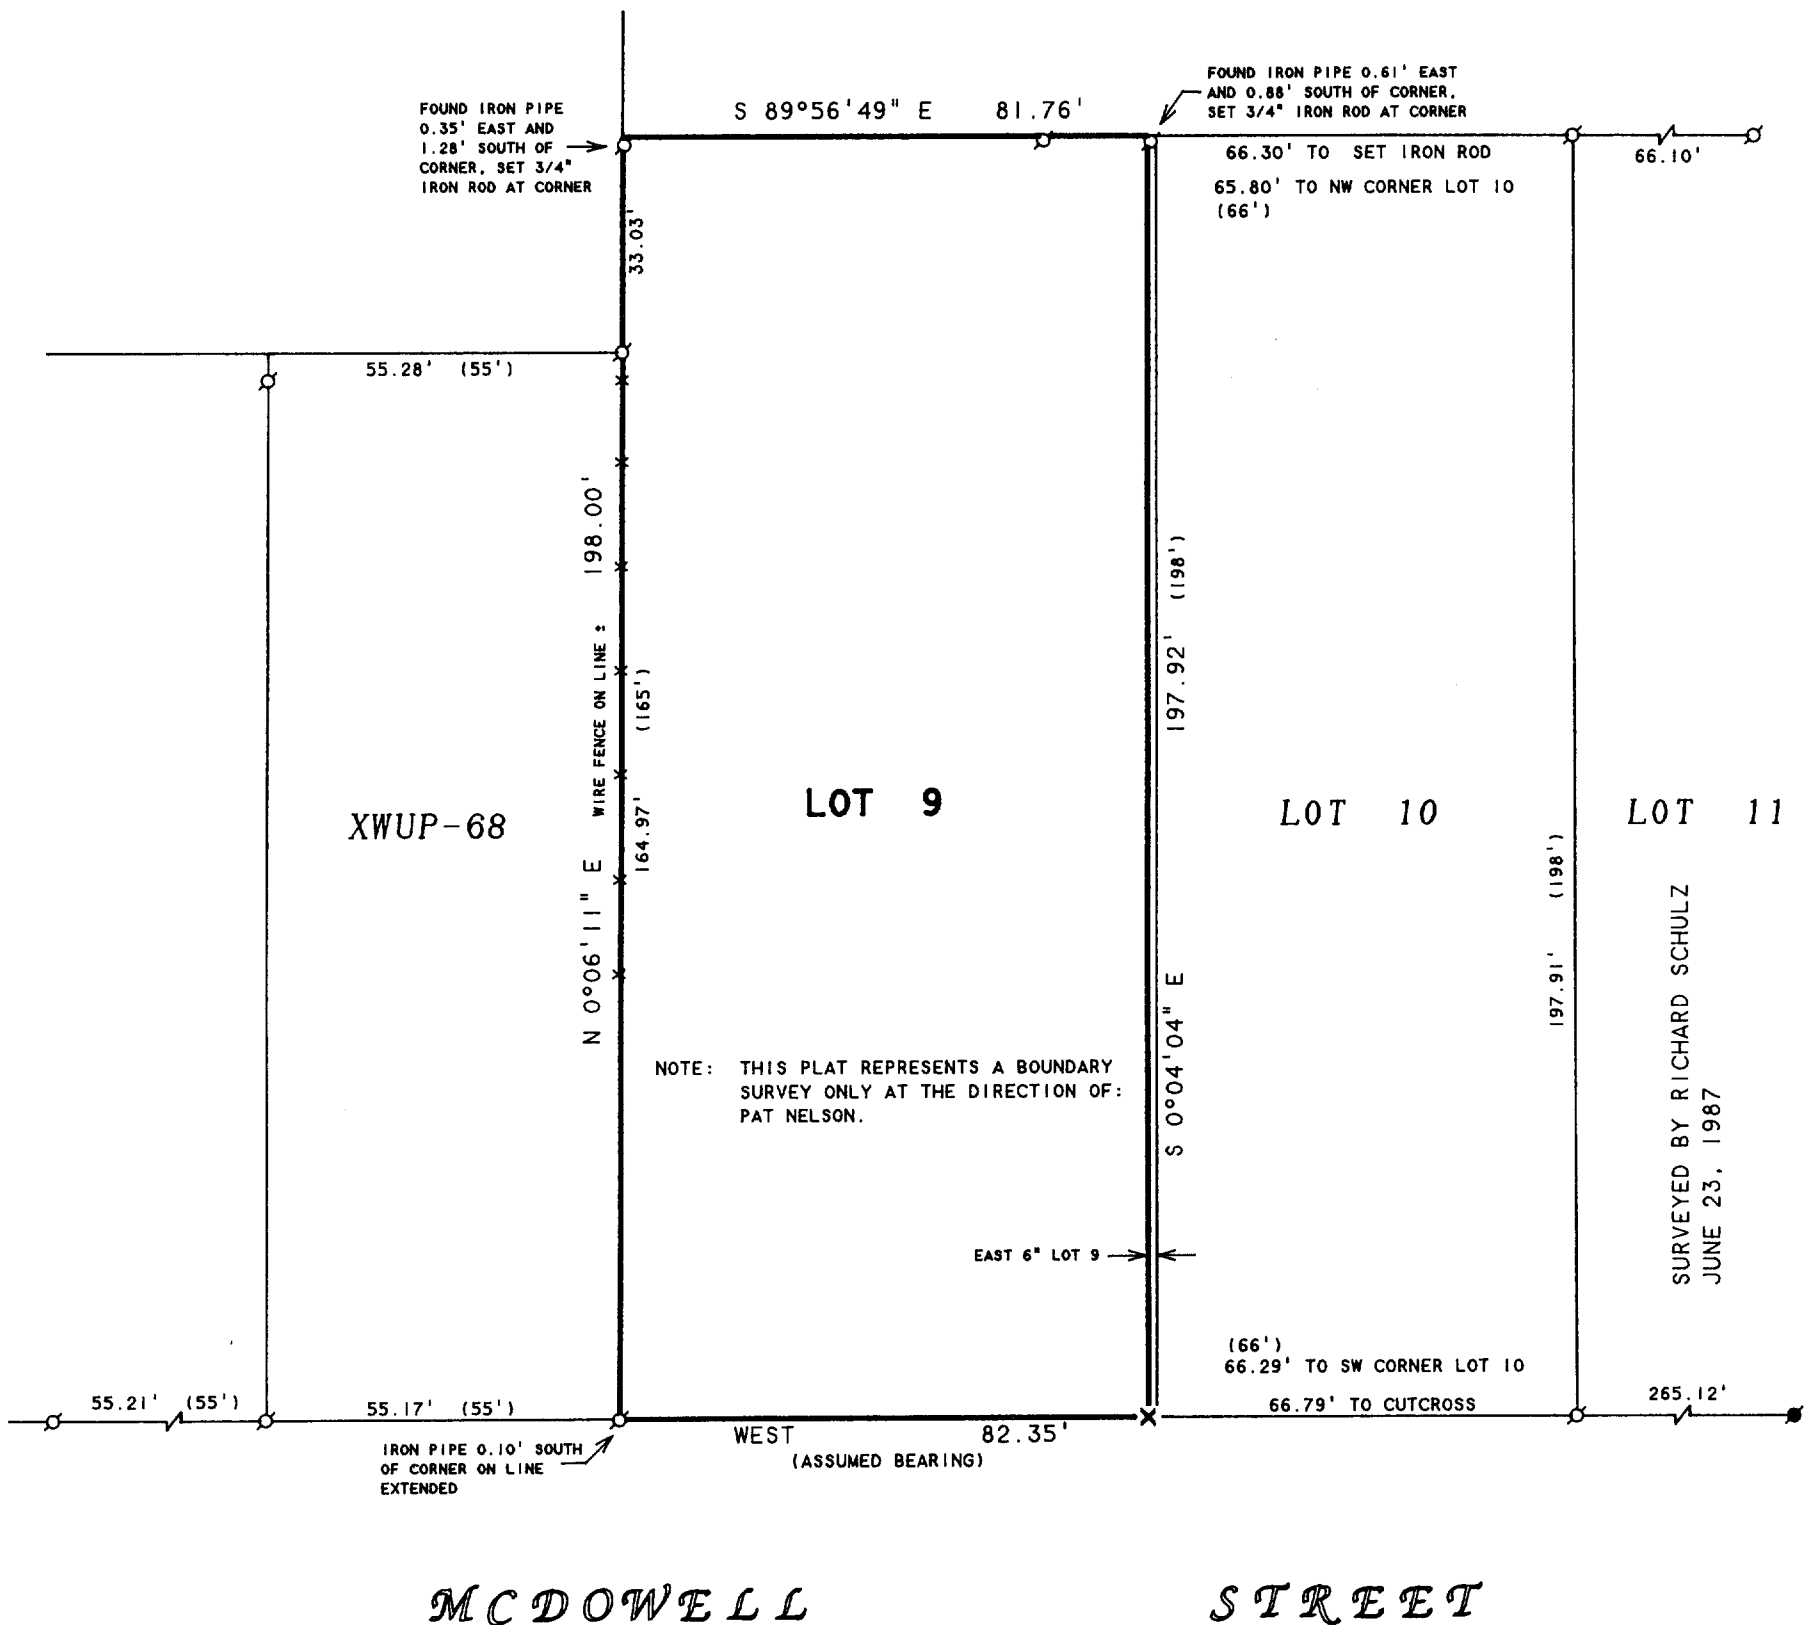 FOUND IRON PIPE
0.35' EAST AND
1.28' SOUTH OF
CORNER, SET 3/4"
IRON ROD AT CORNER
S 89°56'49" E 81.76'
FOUND IRON PIPE 0.61' EAST
AND 0.88' SOUTH OF CORNER,
SET 3/4" IRON ROD AT CORNER
66.30' TO SET IRON ROD
65.80' TO NW CORNER LOT 10
(66')
66.10'
33.03'
55.28' (55')
N 0°06'11" E 198.00'
WIRE FENCE ON LINE ±
164.97' (165')
XWUP-68
LOT 9
S 0°04'04" E 197.92' (198')
LOT 10
197.91' (198')
LOT 11
SURVEYED BY RICHARD SCHULZ
JUNE 23, 1987
NOTE: THIS PLAT REPRESENTS A BOUNDARY
SURVEY ONLY AT THE DIRECTION OF:
PAT NELSON.
EAST 6" LOT 9
(66')
66.29' TO SW CORNER LOT 10
66.79' TO CUTCROSS
265.12'
55.21' (55')
55.17' (55')
WEST 82.35'
(ASSUMED BEARING)
IRON PIPE 0.10' SOUTH
OF CORNER ON LINE
EXTENDED
MCDOWELL STREET